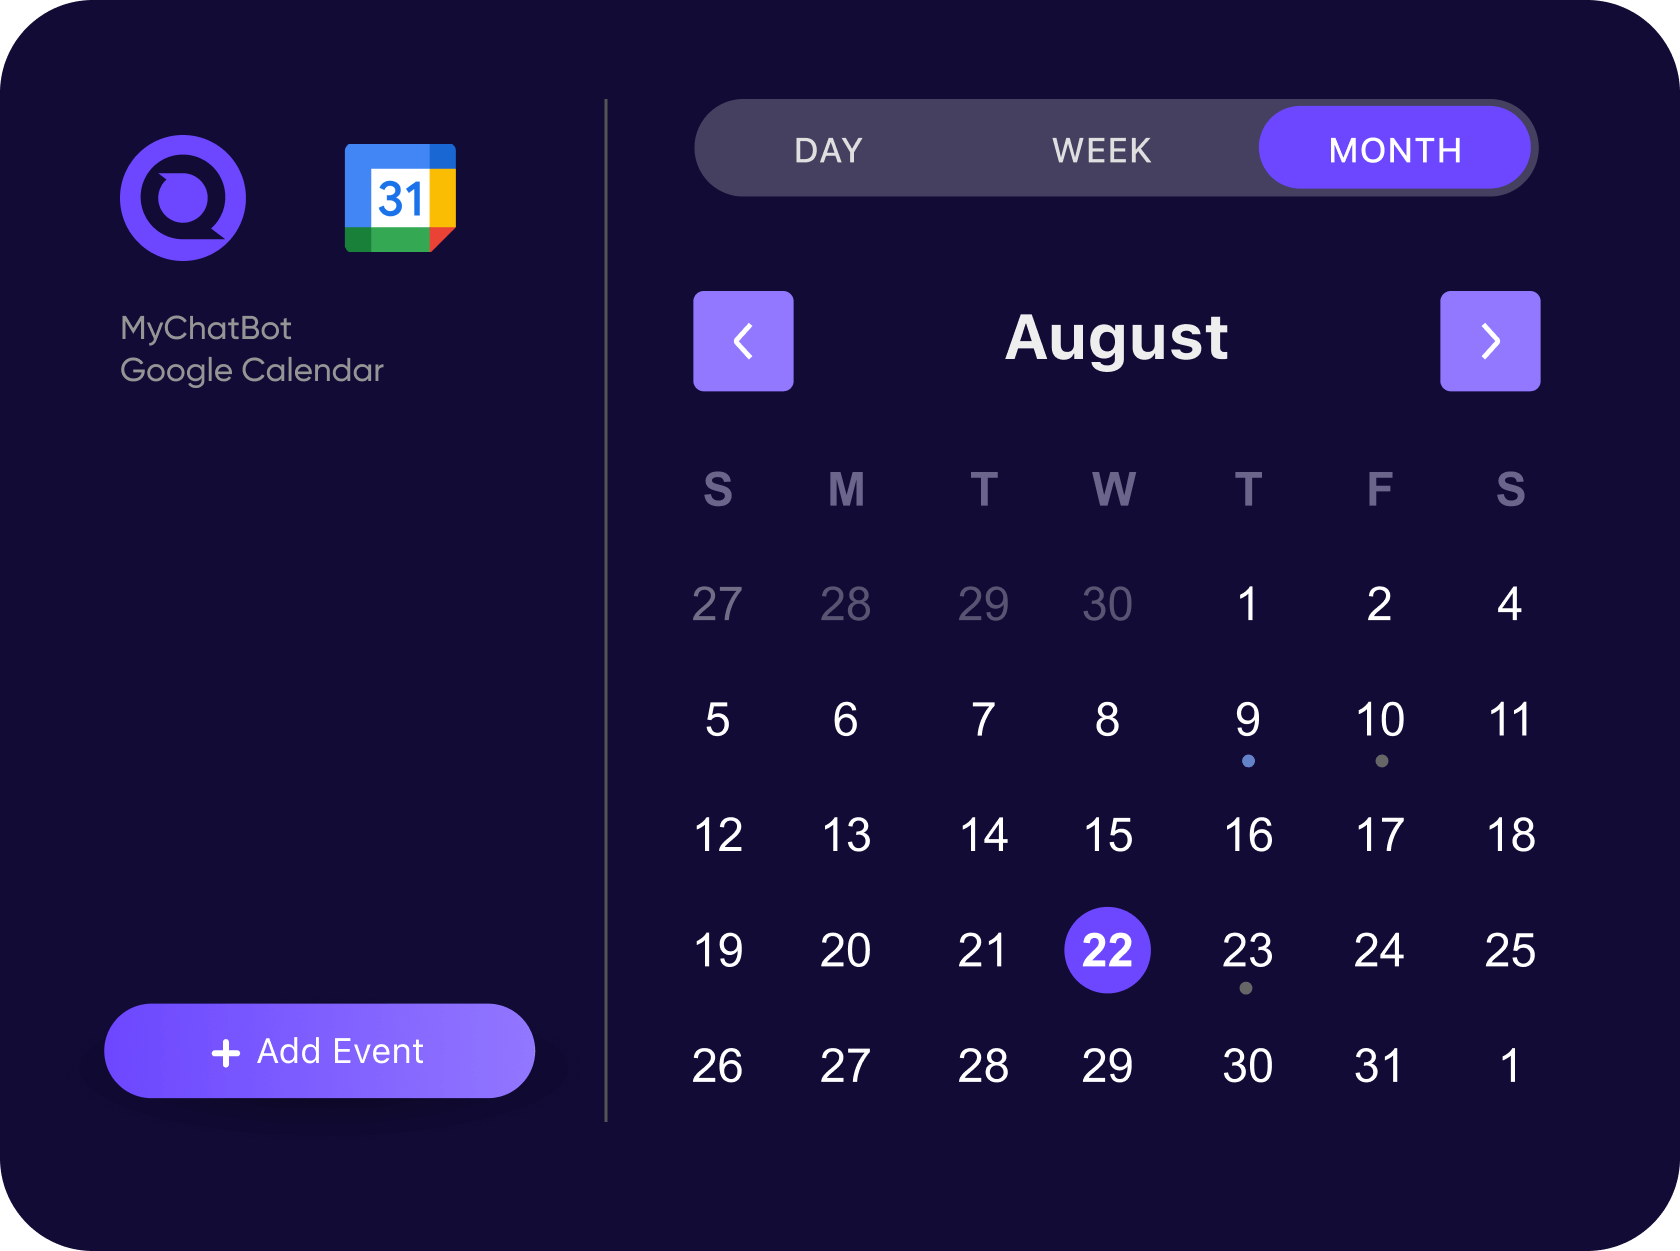 31
MyChatBot
Google Calendar
+ Add Event
DAY WEEK MONTH
August
S M T W T F S
27 28 29 30 1 2 4
5 6 7 8 9 10 11
12 13 14 15 16 17 18
19 20 21 22 23 24 25
26 27 28 29 30 31 1